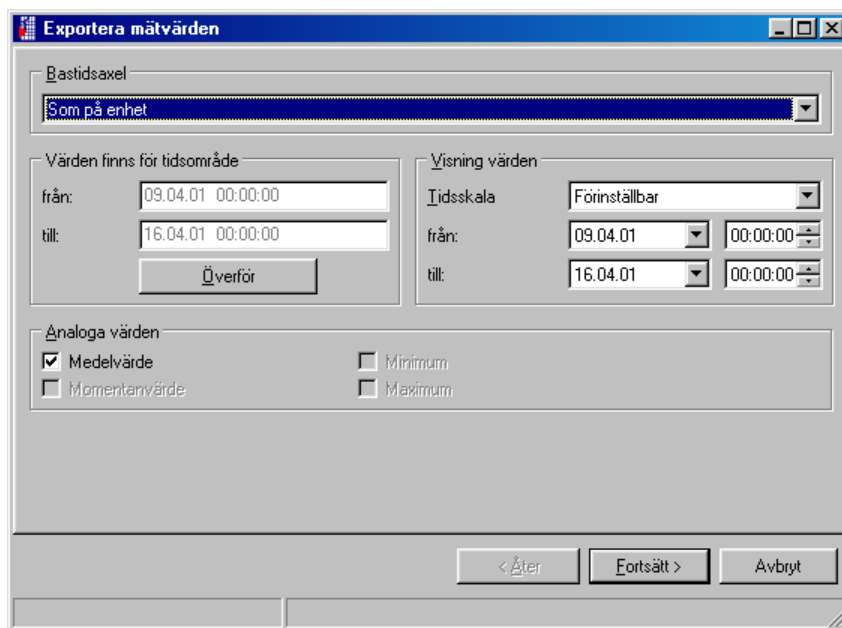 Exportera mätvärden
Bastidsaxel
Som på enhet
Värden finns för tidsområde
från: 09.04.01 00:00:00
till: 16.04.01 00:00:00
Överför
Visning värden
Tidsskala Förinställbar
från: 09.04.01 00:00:00
till: 16.04.01 00:00:00
Analoga värden
Medelvärde Minimum
Momentanvärde Maximum
< Åter Fortsätt > Avbryt